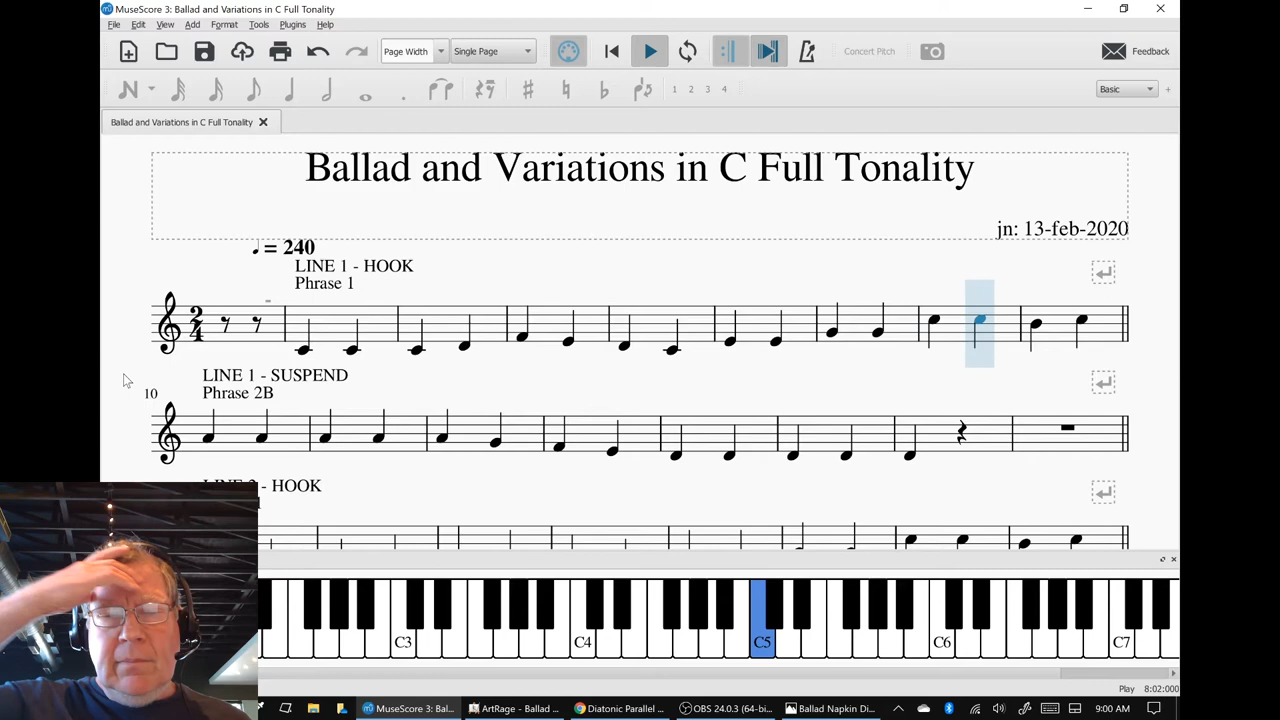 MuseScore 3: Ballad and Variations in C Full Tonality
File Edit View Add Format Tools Plugins Help
Page Width Single Page Concert Pitch Feedback
1 2 3 4 Basic +
Ballad and Variations in C Full Tonality
Ballad and Variations in C Full Tonality
jn: 13-feb-2020
= 240
LINE 1 - HOOK
Phrase 1
2
4
LINE 1 - SUSPEND
Phrase 2B
10
- HOOK
C3 C4 C5 C6 C7
Play 8:02:000
MuseScore 3: Bal... ArtRage - Ballad ... Diatonic Parallel ... OBS 24.0.3 (64-bi... Ballad Napkin Di... 9:00 AM